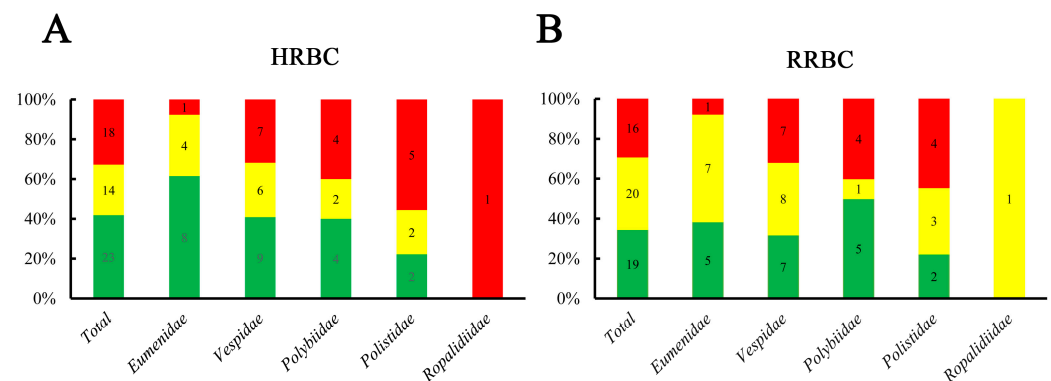 A
HRBC
100%
80%
60%
40%
20%
0%
18
14
23
1
4
8
7
6
9
4
2
4
5
2
2
1
Total
Eumenidae
Vespidae
Polybiidae
Polistidae
Ropalidiidae
B
RRBC
100%
80%
60%
40%
20%
0%
16
20
19
1
7
5
7
8
7
4
1
5
4
3
2
1
Total
Eumenidae
Vespidae
Polybiidae
Polistidae
Ropalidiidae